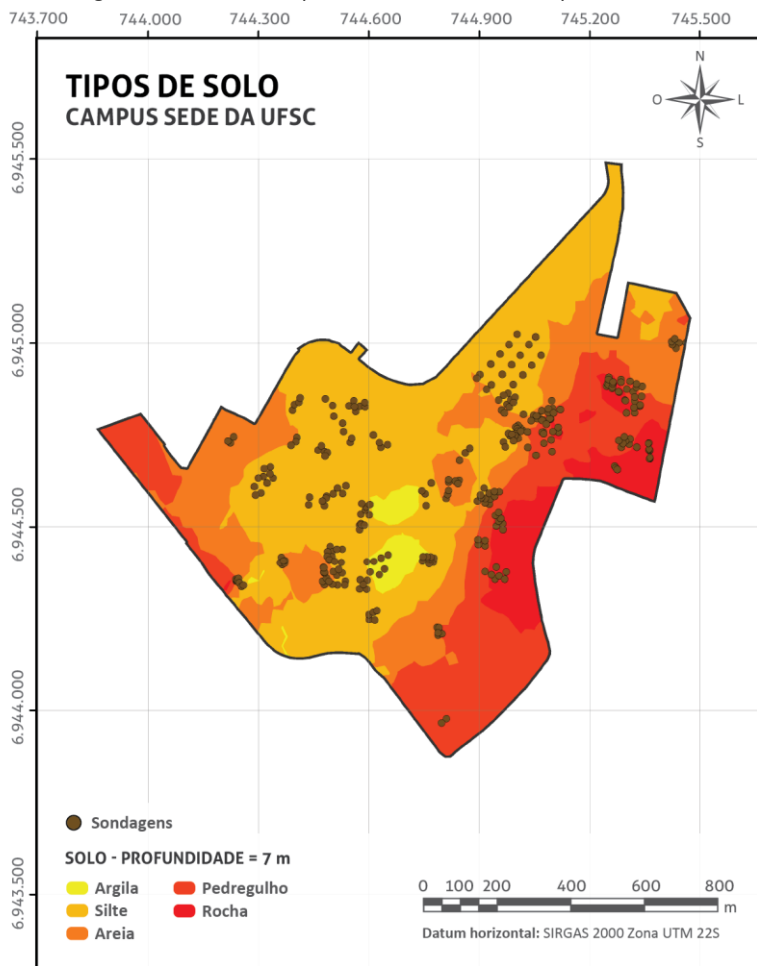 743.700 744.000 744.300 744.600 744.900 745.200 745.500
TIPOS DE SOLO
CAMPUS SEDE DA UFSC
N
O L
S
6.945.500
6.945.000
6.944.500
6.944.000
6.943.500
Sondagens
SOLO - PROFUNDIDADE = 7 m
Argila Pedregulho
Silte Rocha
Areia
0 100 200 400 600 800
m
Datum horizontal: SIRGAS 2000 Zona UTM 22S